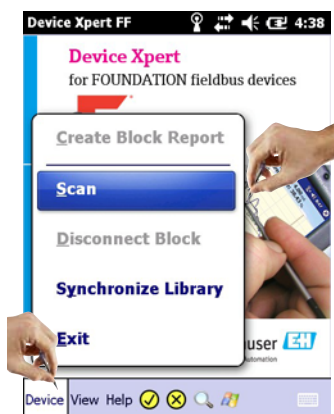 Device Xpert FF 4:38
Device Xpert
for FOUNDATION fieldbus devices
Create Block Report
Scan
Disconnect Block
Synchronize Library
Exit
user EH
Automation
Device View Help